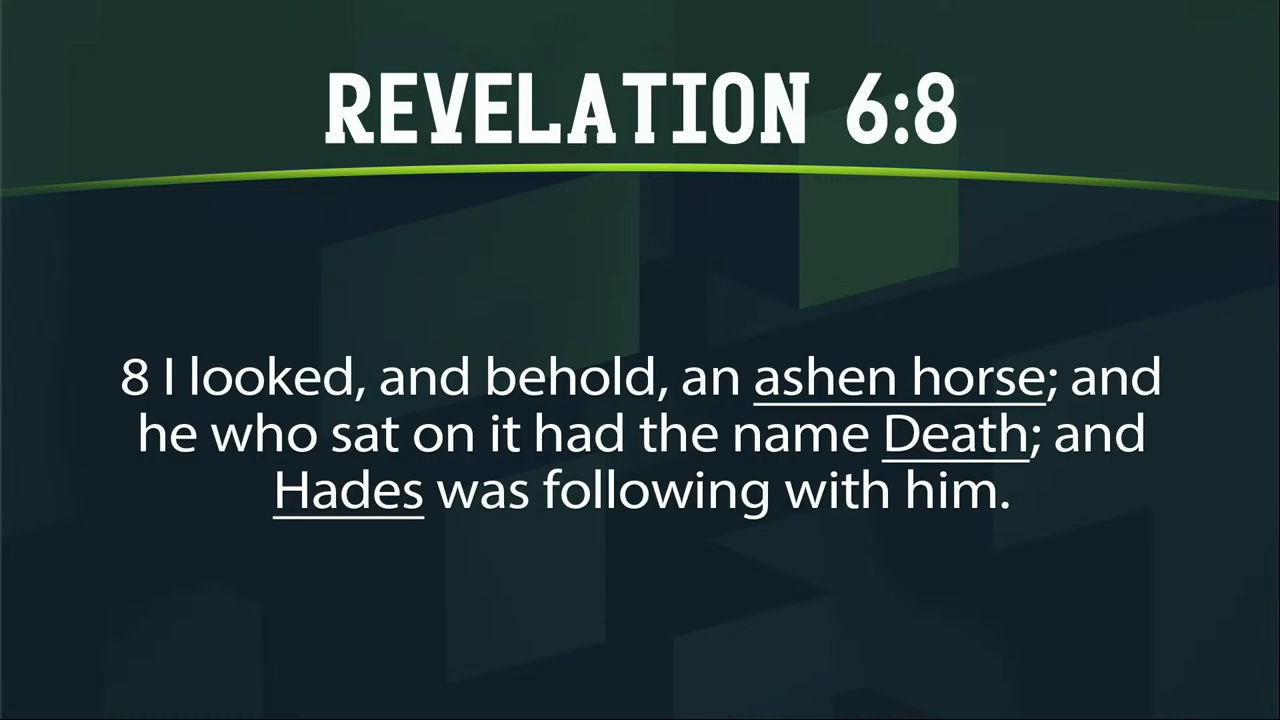 REVELATION 6:8
8 I looked, and behold, an ashen horse; and
he who sat on it had the name Death; and
Hades was following with him.